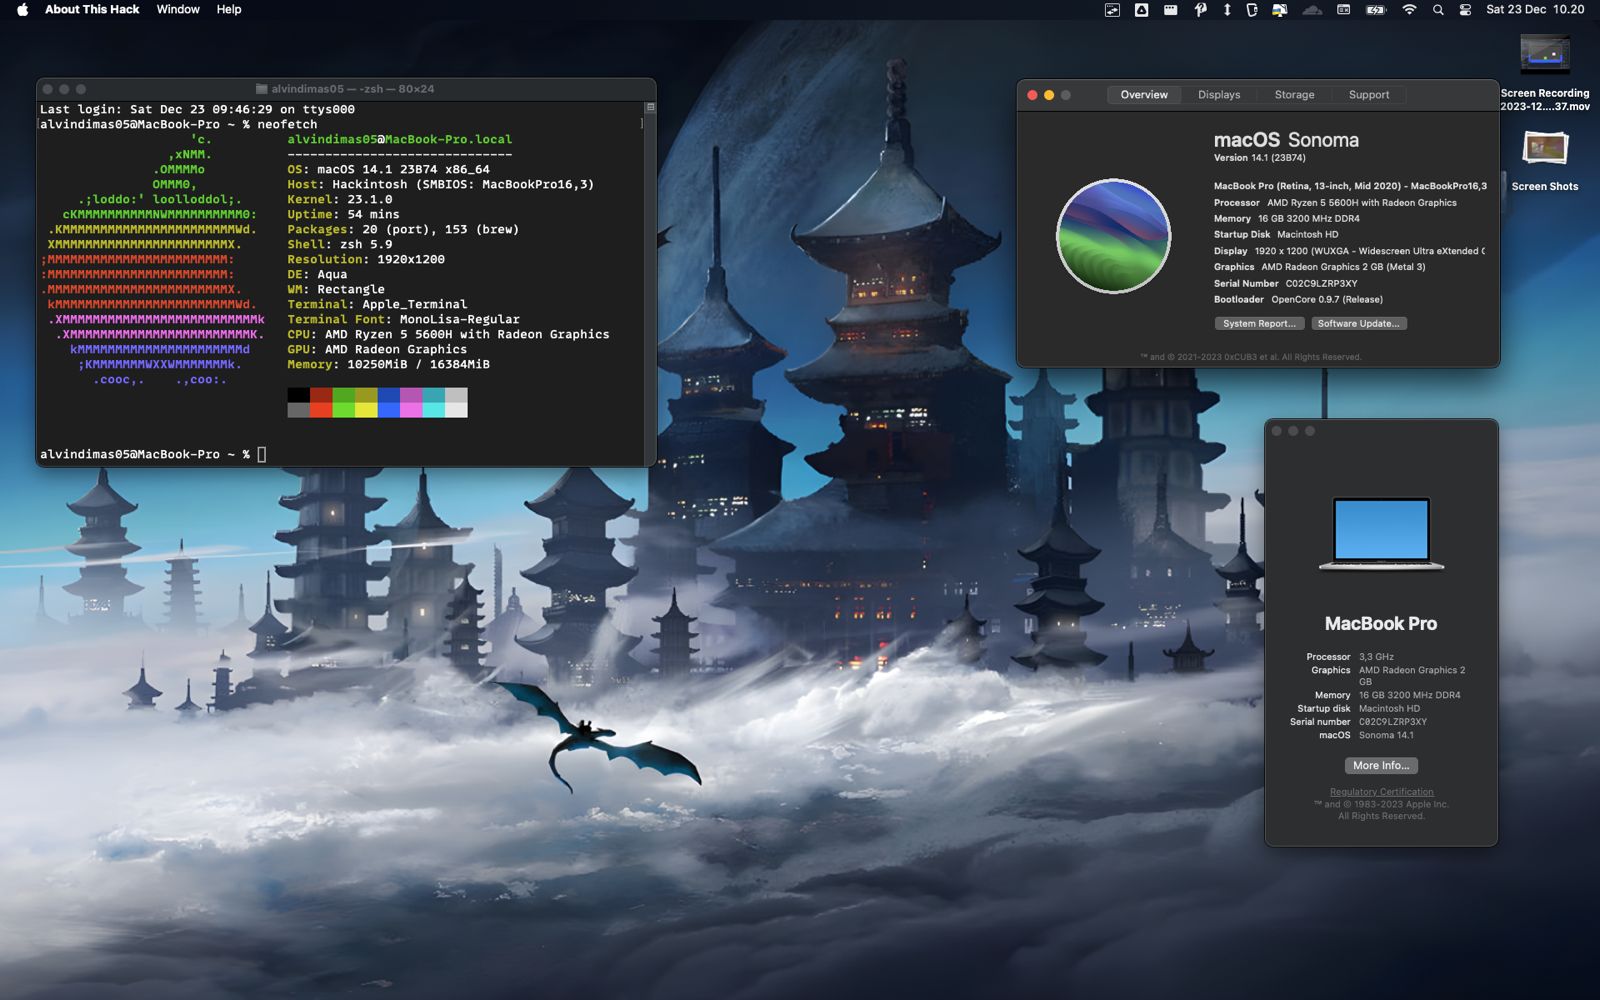 About This Hack Window Help
Sat 23 Dec 10.20
alvindimas05 — -zsh — 80×24
Last login: Sat Dec 23 09:46:29 on ttys000
[alvindimas05@MacBook-Pro ~ % neofetch ]
'c. alvindimas05@MacBook-Pro.local
,xNMM. ------------------------------
.OMMMMo OS: macOS 14.1 23B74 x86_64
OMMM0, Host: Hackintosh (SMBIOS: MacBookPro16,3)
.;loddo:' loolloddol;. Kernel: 23.1.0
cKMMMMMMMMMMNWMMMMMMMMMM0: Uptime: 54 mins
.KMMMMMMMMMMMMMMMMMMMMMMMWd. Packages: 20 (port), 153 (brew)
XMMMMMMMMMMMMMMMMMMMMMMMX. Shell: zsh 5.9
;MMMMMMMMMMMMMMMMMMMMMMMM: Resolution: 1920x1200
:MMMMMMMMMMMMMMMMMMMMMMMM: DE: Aqua
.MMMMMMMMMMMMMMMMMMMMMMMMX. WM: Rectangle
kMMMMMMMMMMMMMMMMMMMMMMMMWd. Terminal: Apple_Terminal
.XMMMMMMMMMMMMMMMMMMMMMMMMMMk Terminal Font: MonoLisa-Regular
.XMMMMMMMMMMMMMMMMMMMMMMMMK. CPU: AMD Ryzen 5 5600H with Radeon Graphics
kMMMMMMMMMMMMMMMMMMMMMMd GPU: AMD Radeon Graphics
;KMMMMMMMWXXWMMMMMMMk. Memory: 10250MiB / 16384MiB
.cooc,. .,coo:.
alvindimas05@MacBook-Pro ~ %
Overview Displays Storage Support
macOS Sonoma
Version 14.1 (23B74)
MacBook Pro (Retina, 13-inch, Mid 2020) - MacBookPro16,3
Processor AMD Ryzen 5 5600H with Radeon Graphics
Memory 16 GB 3200 MHz DDR4
Startup Disk Macintosh HD
Display 1920 x 1200 (WUXGA - Widescreen Ultra eXtended
Graphics AMD Radeon Graphics 2 GB (Metal 3)
Serial Number C02C9LZRP3XY
Bootloader OpenCore 0.9.7 (Release)
System Report... Software Update...
™ and © 2021-2023 0xCUB3 et al. All Rights Reserved.
Screen Recording
2023-12....37.mov
Screen Shots
MacBook Pro
Processor 3,3 GHz
Graphics AMD Radeon Graphics 2
GB
Memory 16 GB 3200 MHz DDR4
Startup disk Macintosh HD
Serial number C02C9LZRP3XY
macOS Sonoma 14.1
More Info...
Regulatory Certification
™ and © 1983-2023 Apple Inc.
All Rights Reserved.